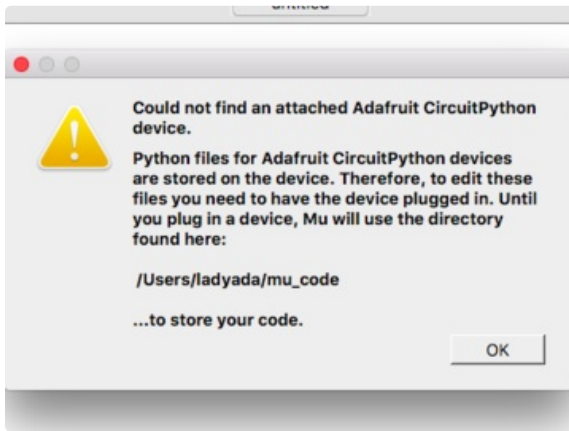 untitled
Could not find an attached Adafruit CircuitPython
device.
Python files for Adafruit CircuitPython devices
are stored on the device. Therefore, to edit these
files you need to have the device plugged in. Until
you plug in a device, Mu will use the directory
found here:
/Users/ladyada/mu_code
...to store your code.
OK